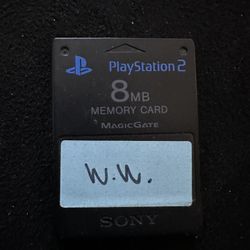 PlayStation 2
8MB
MEMORY CARD
MAGICGATE
W.W.
SONY